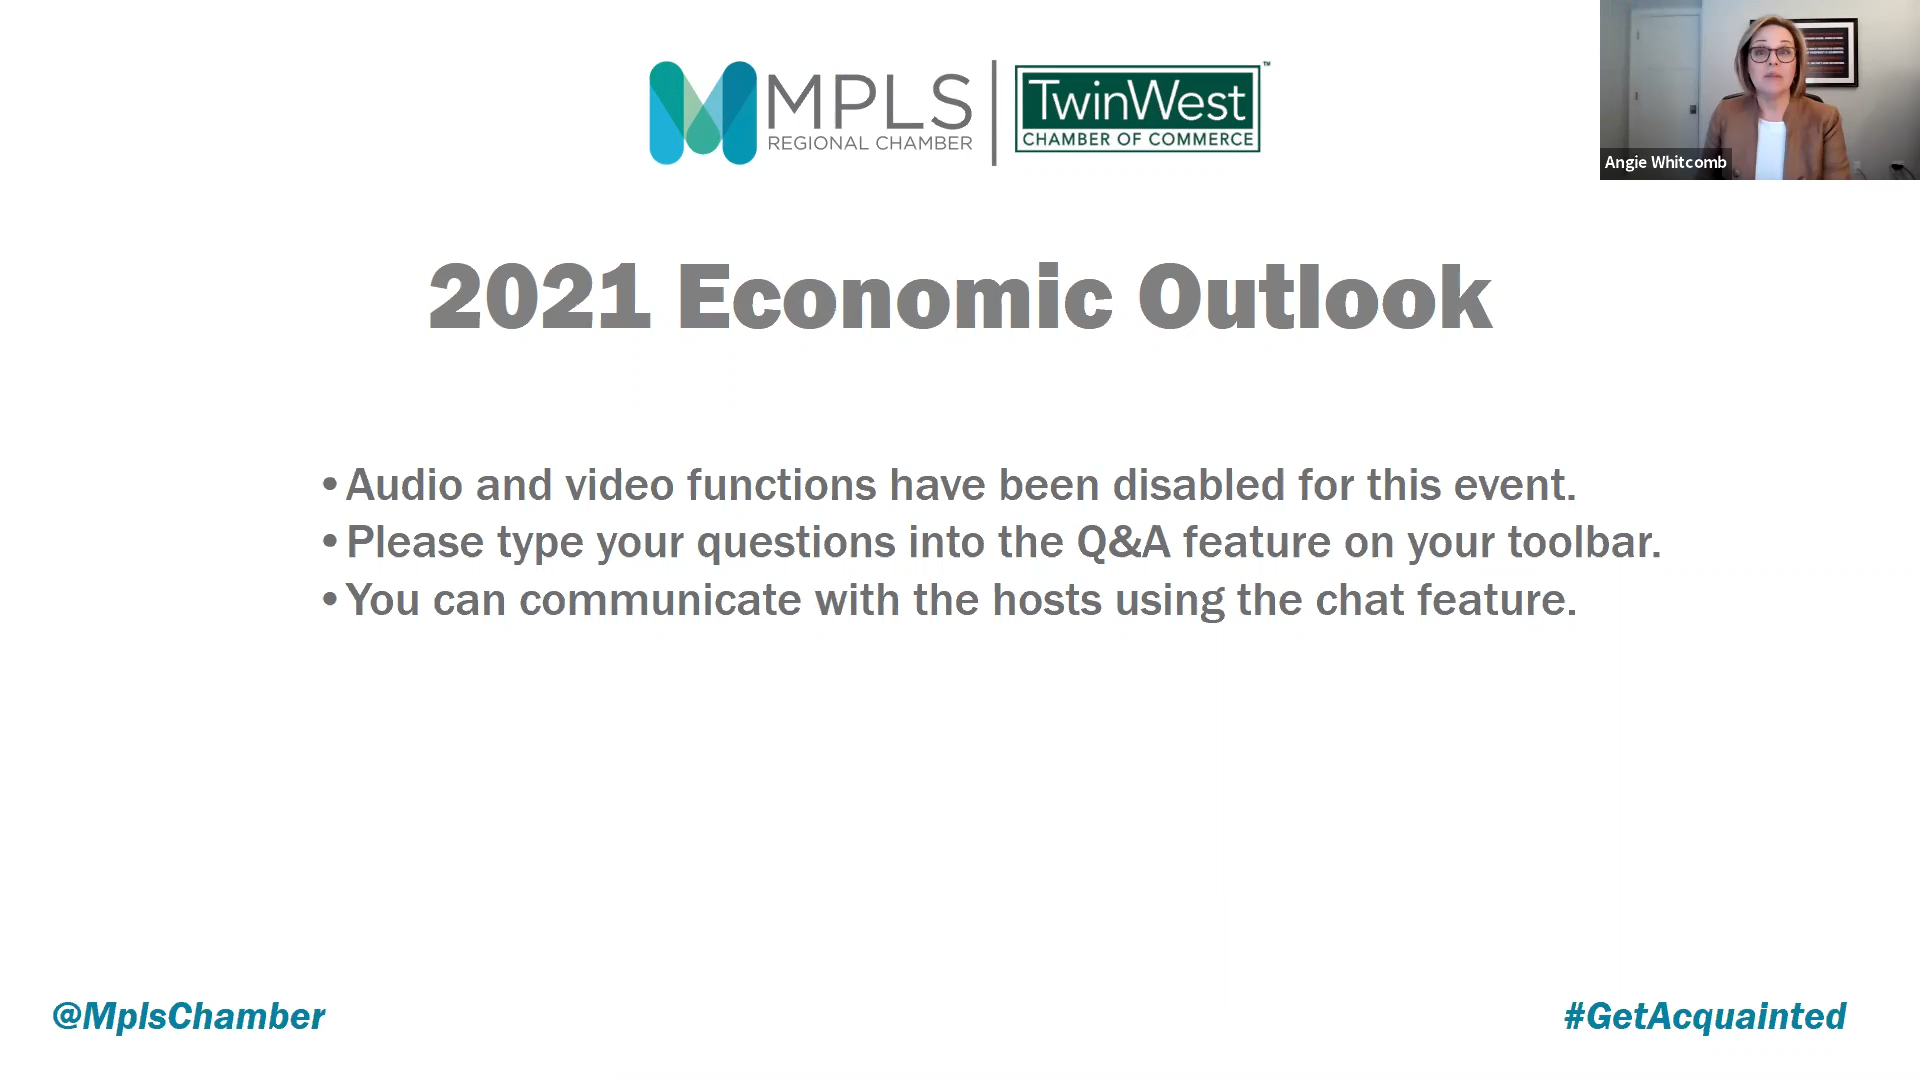 MPLS
REGIONAL CHAMBER
TwinWest
CHAMBER OF COMMERCE
™
Angie Whitcomb
2021 Economic Outlook
• Audio and video functions have been disabled for this event.
• Please type your questions into the Q&A feature on your toolbar.
• You can communicate with the hosts using the chat feature.
@MplsChamber
#GetAcquainted